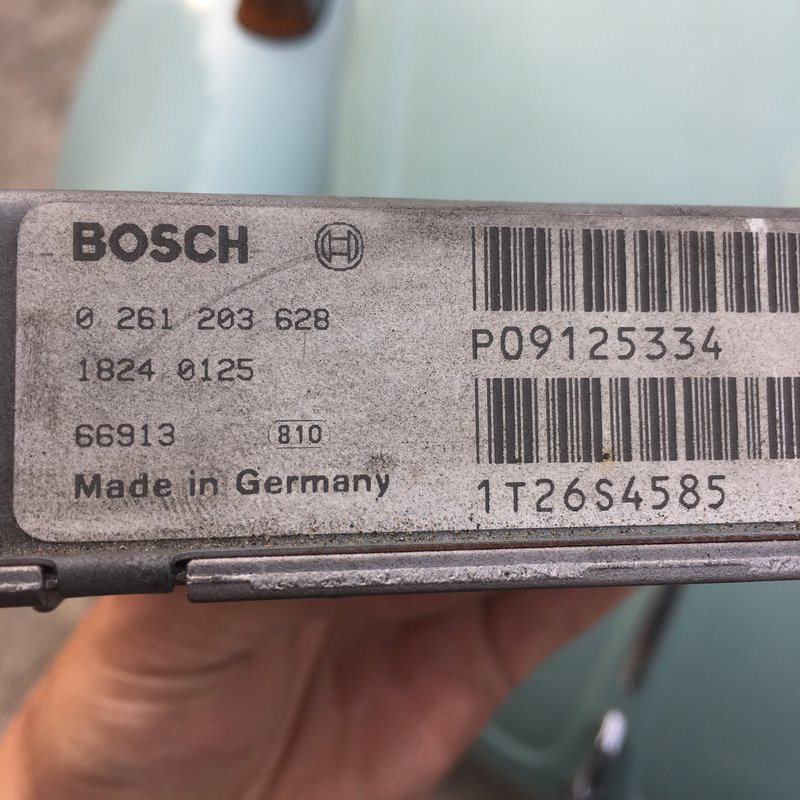 BOSCH
0 261 203 628
1824 0125
66913 810
Made in Germany
P09125334
1T26S4585